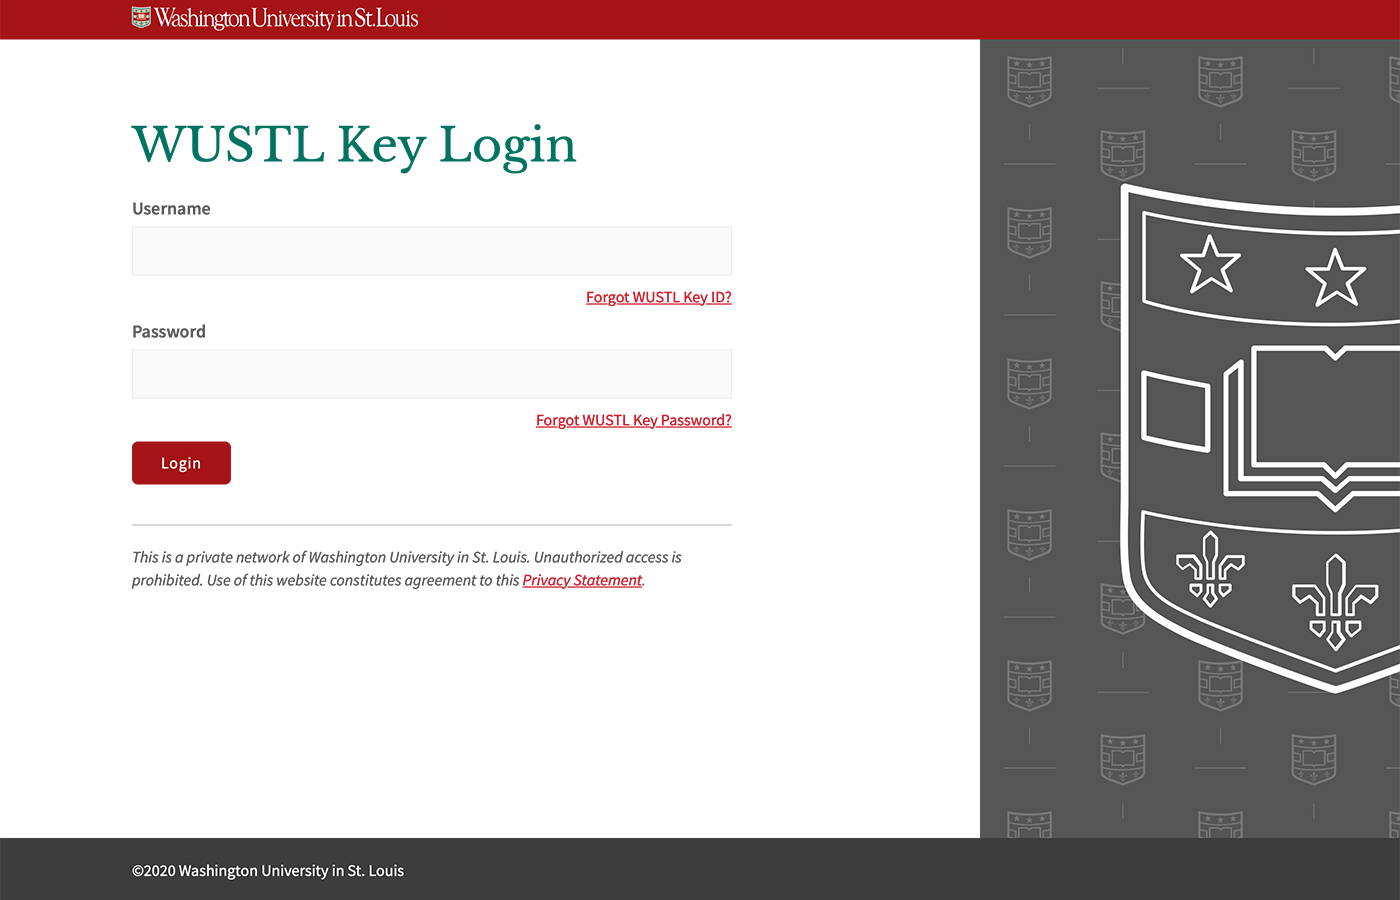 Washington University in St. Louis
WUSTL Key Login
Username
Forgot WUSTL Key ID?
Password
Forgot WUSTL Key Password?
Login
This is a private network of Washington University in St. Louis. Unauthorized access is
prohibited. Use of this website constitutes agreement to this Privacy Statement.
©2020 Washington University in St. Louis